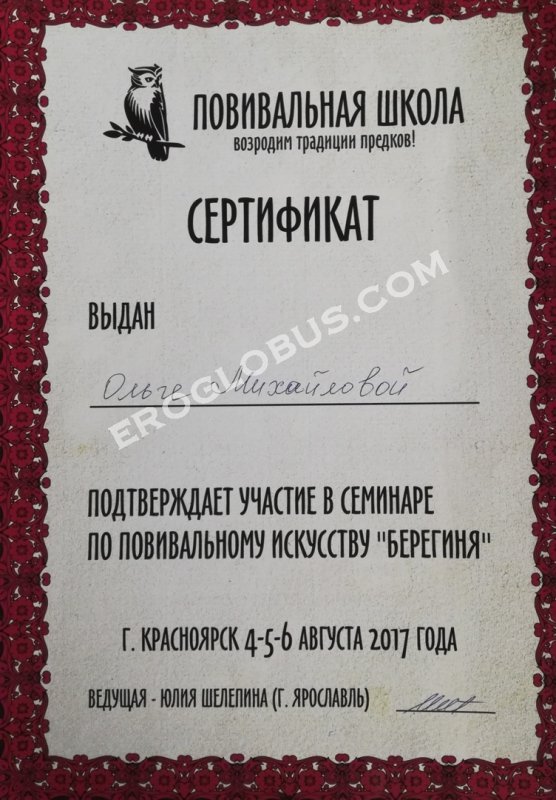 ПОВИВАЛЬНАЯ ШКОЛА
возродим традиции предков!
СЕРТИФИКАТ
ВЫДАН
Ольге Михайловой
EROGLOBUS.COM
ПОДТВЕРЖДАЕТ УЧАСТИЕ В СЕМИНАРЕ
ПО ПОВИВАЛЬНОМУ ИСКУССТВУ "БЕРЕГИНЯ"
Г. КРАСНОЯРСК 4-5-6 АВГУСТА 2017 ГОДА
ВЕДУЩАЯ - ЮЛИЯ ШЕЛЕПИНА (Г. ЯРОСЛАВЛЬ)